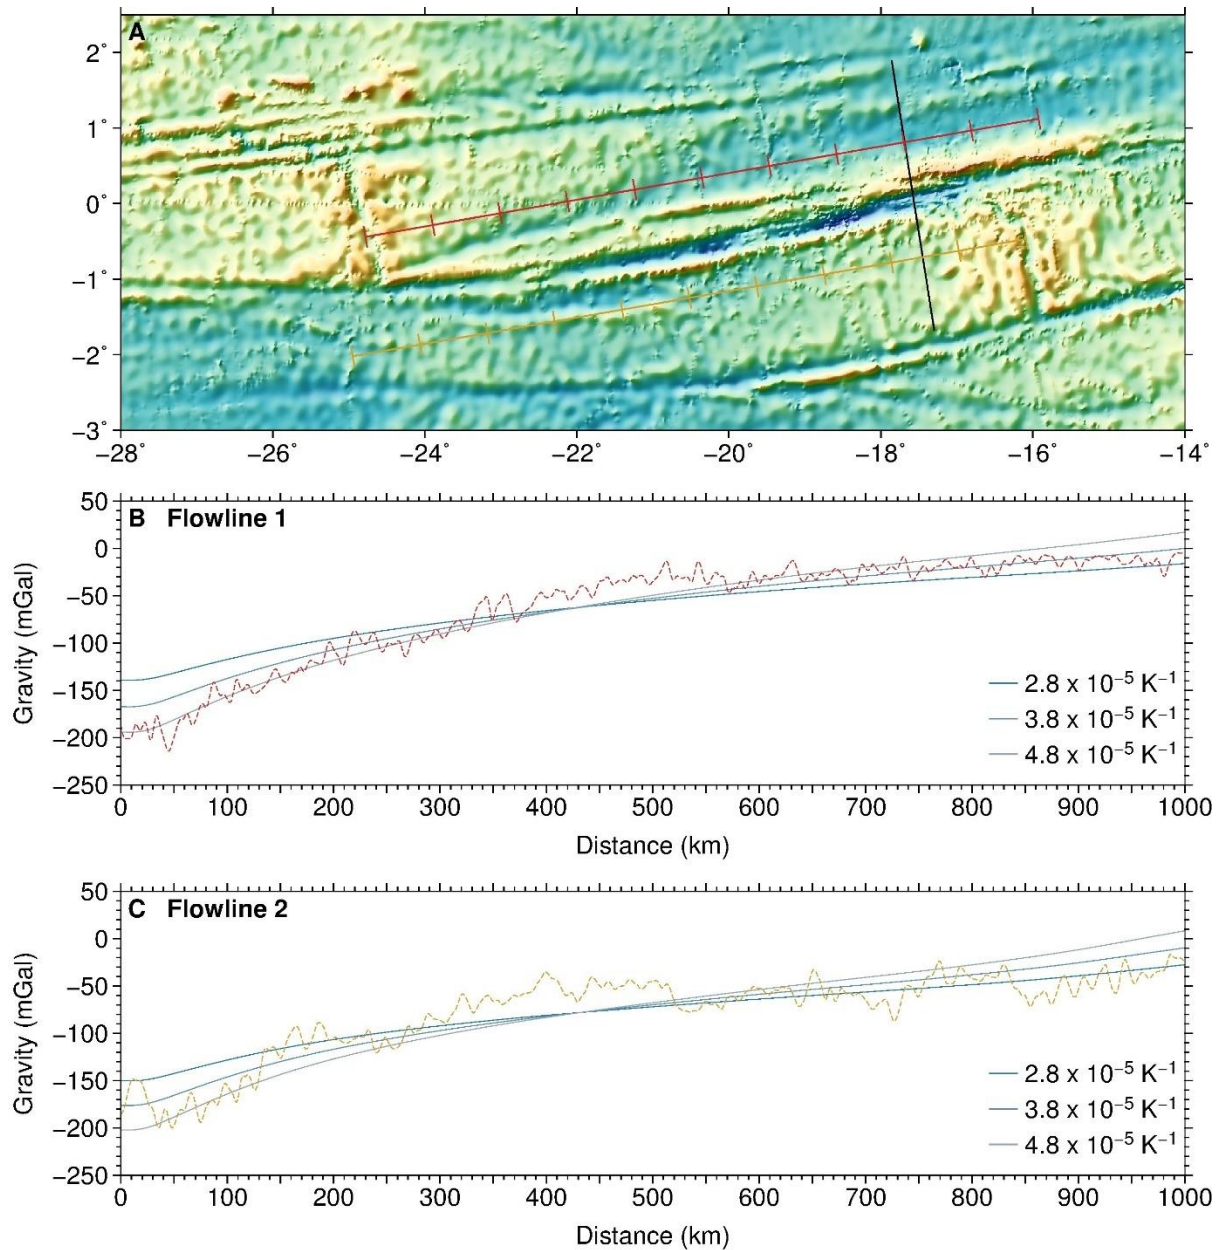 A
2°
1°
0°
−1°
−2°
−3°
−28° −26° −24° −22° −20° −18° −16° −14°
B Flowline 1
50
0
−50
−100
−150
−200
−250
Gravity (mGal)
2.8 x 10⁻⁵ K⁻¹
3.8 x 10⁻⁵ K⁻¹
4.8 x 10⁻⁵ K⁻¹
0 100 200 300 400 500 600 700 800 900 1000
Distance (km)
C Flowline 2
50
0
−50
−100
−150
−200
−250
Gravity (mGal)
2.8 x 10⁻⁵ K⁻¹
3.8 x 10⁻⁵ K⁻¹
4.8 x 10⁻⁵ K⁻¹
0 100 200 300 400 500 600 700 800 900 1000
Distance (km)